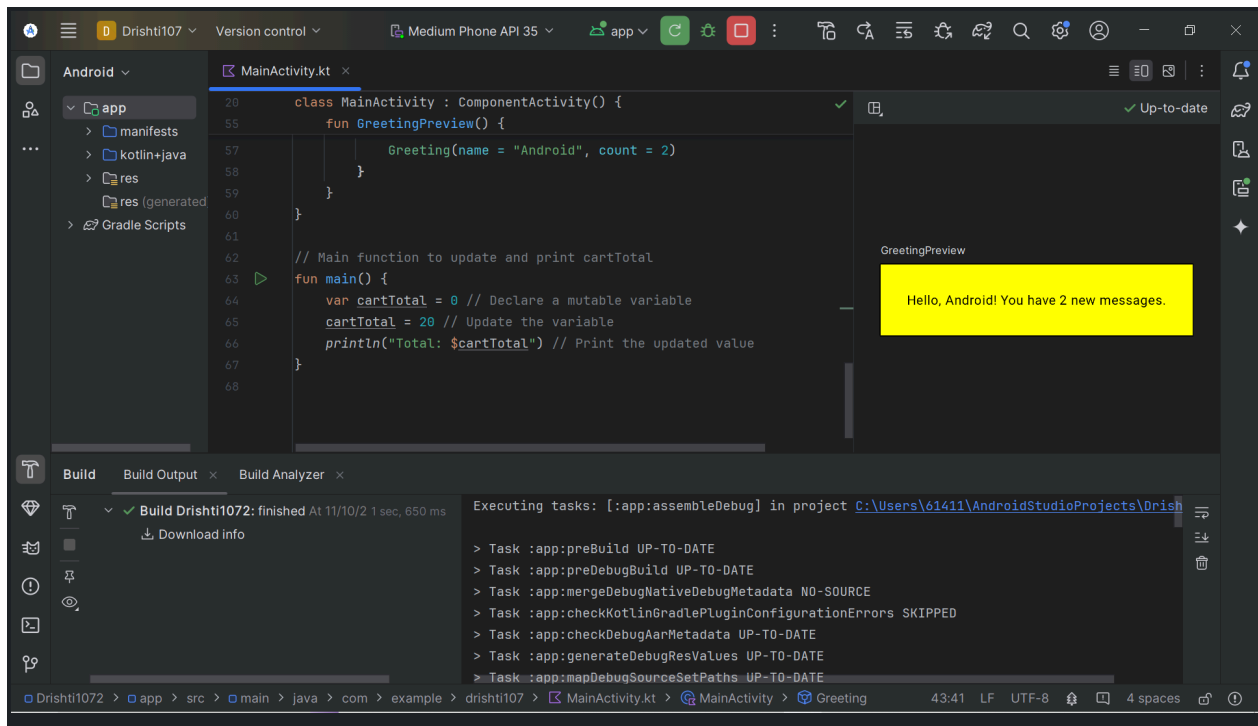 D Drishti107 Version control Medium Phone API 35 app
Android
MainActivity.kt
app
manifests
kotlin+java
res
res (generated
Gradle Scripts
20 class MainActivity : ComponentActivity() {
55 fun GreetingPreview() {
57 Greeting(name = "Android", count = 2)
58 }
59 }
60 }
61
62 // Main function to update and print cartTotal
63 fun main() {
64 var cartTotal = 0 // Declare a mutable variable
65 cartTotal = 20 // Update the variable
66 println("Total: $cartTotal") // Print the updated value
67 }
68
Up-to-date
GreetingPreview
Hello, Android! You have 2 new messages.
Build Build Output Build Analyzer
Build Drishti1072: finished At 11/10/2 1 sec, 650 ms
Download info
Executing tasks: [:app:assembleDebug] in project C:\Users\61411\AndroidStudioProjects\Drish
> Task :app:preBuild UP-TO-DATE
> Task :app:preDebugBuild UP-TO-DATE
> Task :app:mergeDebugNativeDebugMetadata NO-SOURCE
> Task :app:checkKotlinGradlePluginConfigurationErrors SKIPPED
> Task :app:checkDebugAarMetadata UP-TO-DATE
> Task :app:generateDebugResValues UP-TO-DATE
> Task :app:mapDebugSourceSetPaths UP-TO-DATE
Drishti1072 > app > src > main > java > com > example > drishti107 > MainActivity.kt > MainActivity > Greeting 43:41 LF UTF-8 4 spaces